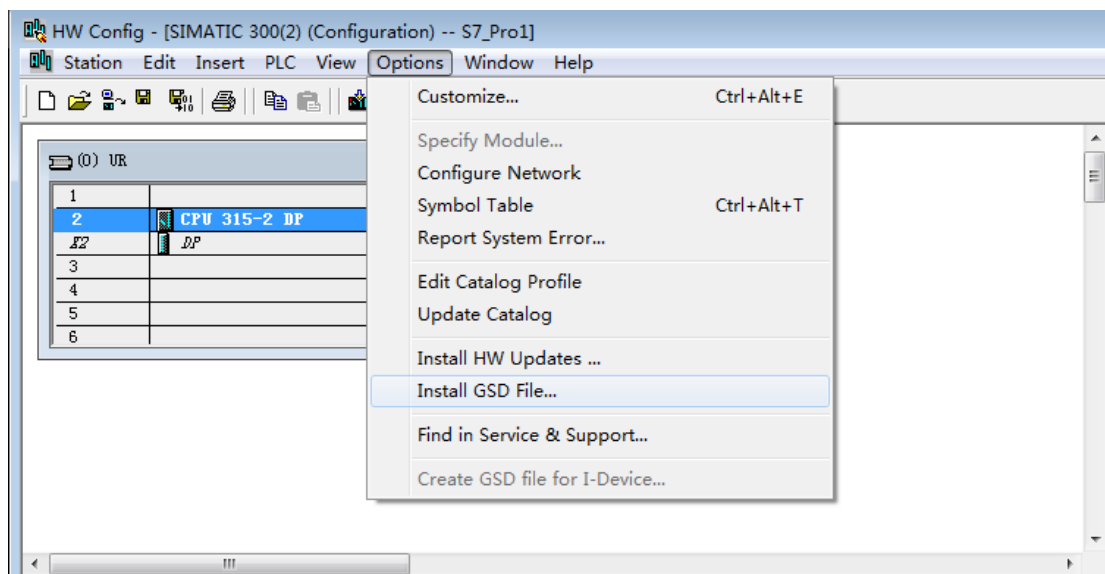 HW Config - [SIMATIC 300(2) (Configuration) -- S7_Pro1]
Station Edit Insert PLC View Options Window Help
Customize... Ctrl+Alt+E
Specify Module...
Configure Network
Symbol Table Ctrl+Alt+T
Report System Error...
Edit Catalog Profile
Update Catalog
Install HW Updates ...
Install GSD File...
Find in Service & Support...
Create GSD file for I-Device...
(0) UR
1
2 CPU 315-2 DP
X2 DP
3
4
5
6